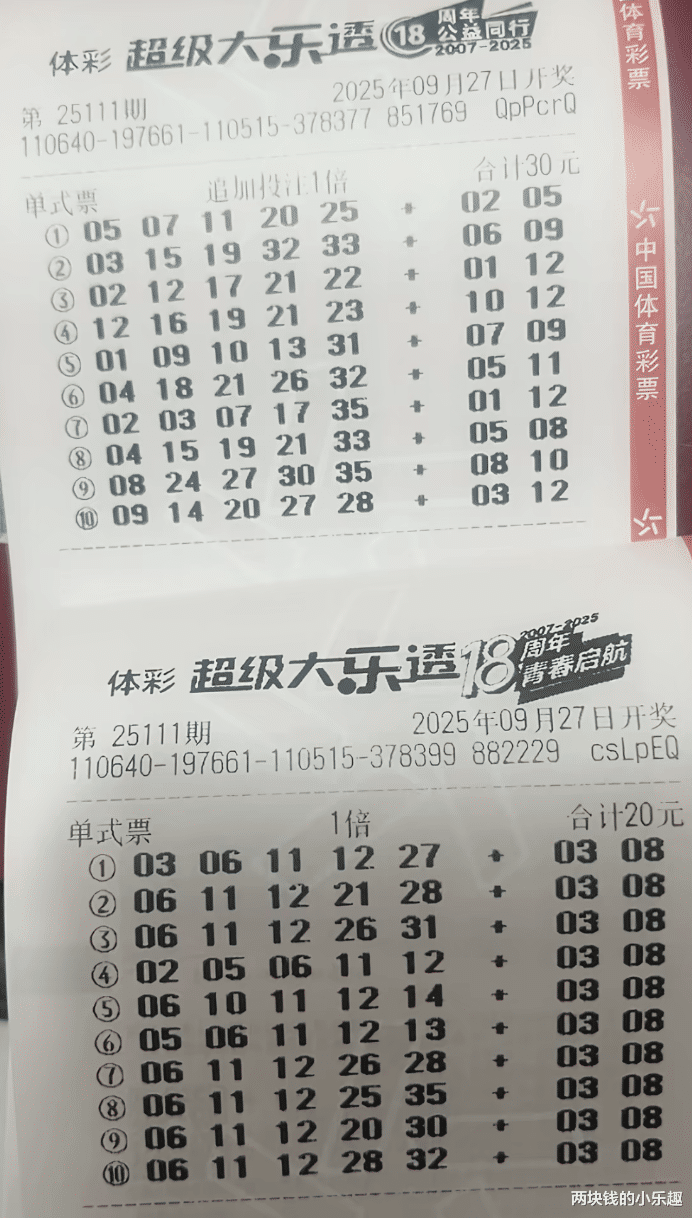 体彩 超级大乐透 18 周年 公益同行 2007-2025
第 25111期 2025年09月27日开奖
110640-197661-110515-378377 851769 QpPcrQ
单式票 追加投注1倍 合计30元
① 05 07 11 20 25 + 02 05
② 03 15 19 32 33 + 06 09
③ 02 12 17 21 22 + 01 12
④ 12 16 19 21 23 + 10 12
⑤ 01 09 10 13 31 + 07 09
⑥ 04 18 21 26 32 + 05 11
⑦ 02 03 07 17 35 + 01 12
⑧ 04 15 19 21 33 + 05 08
⑨ 08 24 27 30 35 + 08 10
⑩ 09 14 20 27 28 + 03 12
体育彩票
中国体育彩票
体彩 超级大乐透 18 2007-2025 周年 青春启航
第 25111期 2025年09月27日开奖
110640-197661-110515-378399 882229 csLpEQ
单式票 1倍 合计20元
① 03 06 11 12 27 + 03 08
② 06 11 12 21 28 + 03 08
③ 06 11 12 26 31 + 03 08
④ 02 05 06 11 12 + 03 08
⑤ 06 10 11 12 14 + 03 08
⑥ 05 06 11 12 13 + 03 08
⑦ 06 11 12 26 28 + 03 08
⑧ 06 11 12 25 35 + 03 08
⑨ 06 11 12 20 30 + 03 08
⑩ 06 11 12 28 32 + 03 08
两块钱的小乐趣